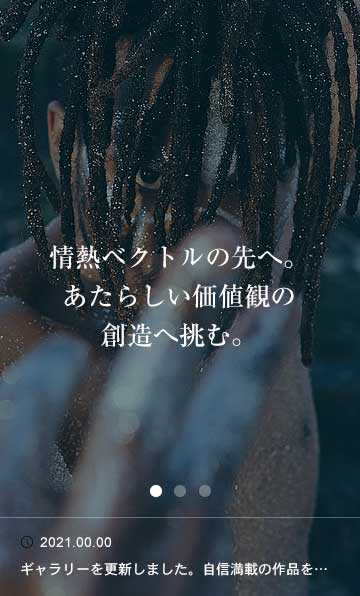 情熱ベクトルの先へ。
あたらしい価値観の
創造へ挑む。
2021.00.00
ギャラリーを更新しました。自信満載の作品を…